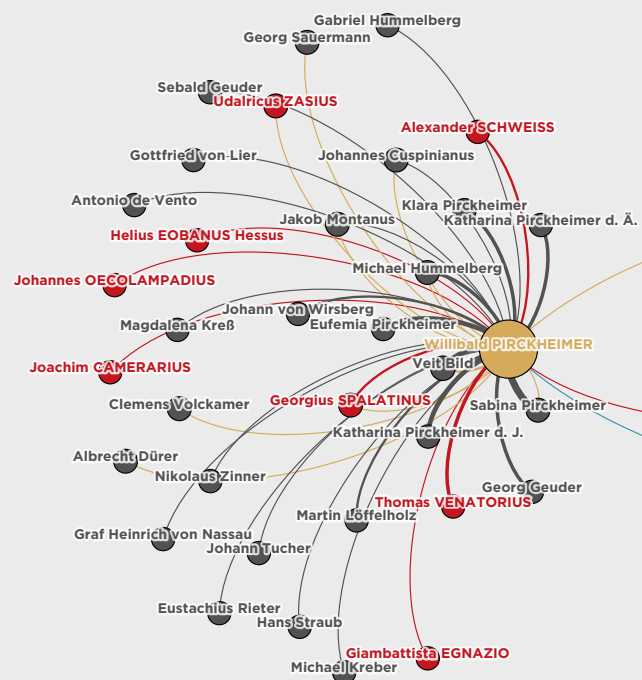 Gabriel Hummelberg
Georg Sauermann
Sebald Geuder
Udalricus ZASIUS
Alexander SCHWEISS
Gottfried von Lier
Johannes Cuspinianus
Antonio de Vento
Klara Pirckheimer
Jakob Montanus
Katharina Pirckheimer d. Ä.
Helius EOBANUS Hessus
Michael Hummelberg
Johannes OECOLAMPADIUS
Johann von Wirsberg
Magdalena Kreß
Eufemia Pirckheimer
Willibald PIRCKHEIMER
Joachim CAMERARIUS
Veit Bild
Clemens Volckamer
Georgius SPALATINUS
Sabina Pirckheimer
Katharina Pirckheimer d. J.
Albrecht Dürer
Nikolaus Zinner
Georg Geuder
Thomas VENATORIUS
Martin Löffelholz
Graf Heinrich von Nassau
Johann Tucher
Eustachius Rieter
Hans Straub
Giambattista EGNAZIO
Michael Kreber